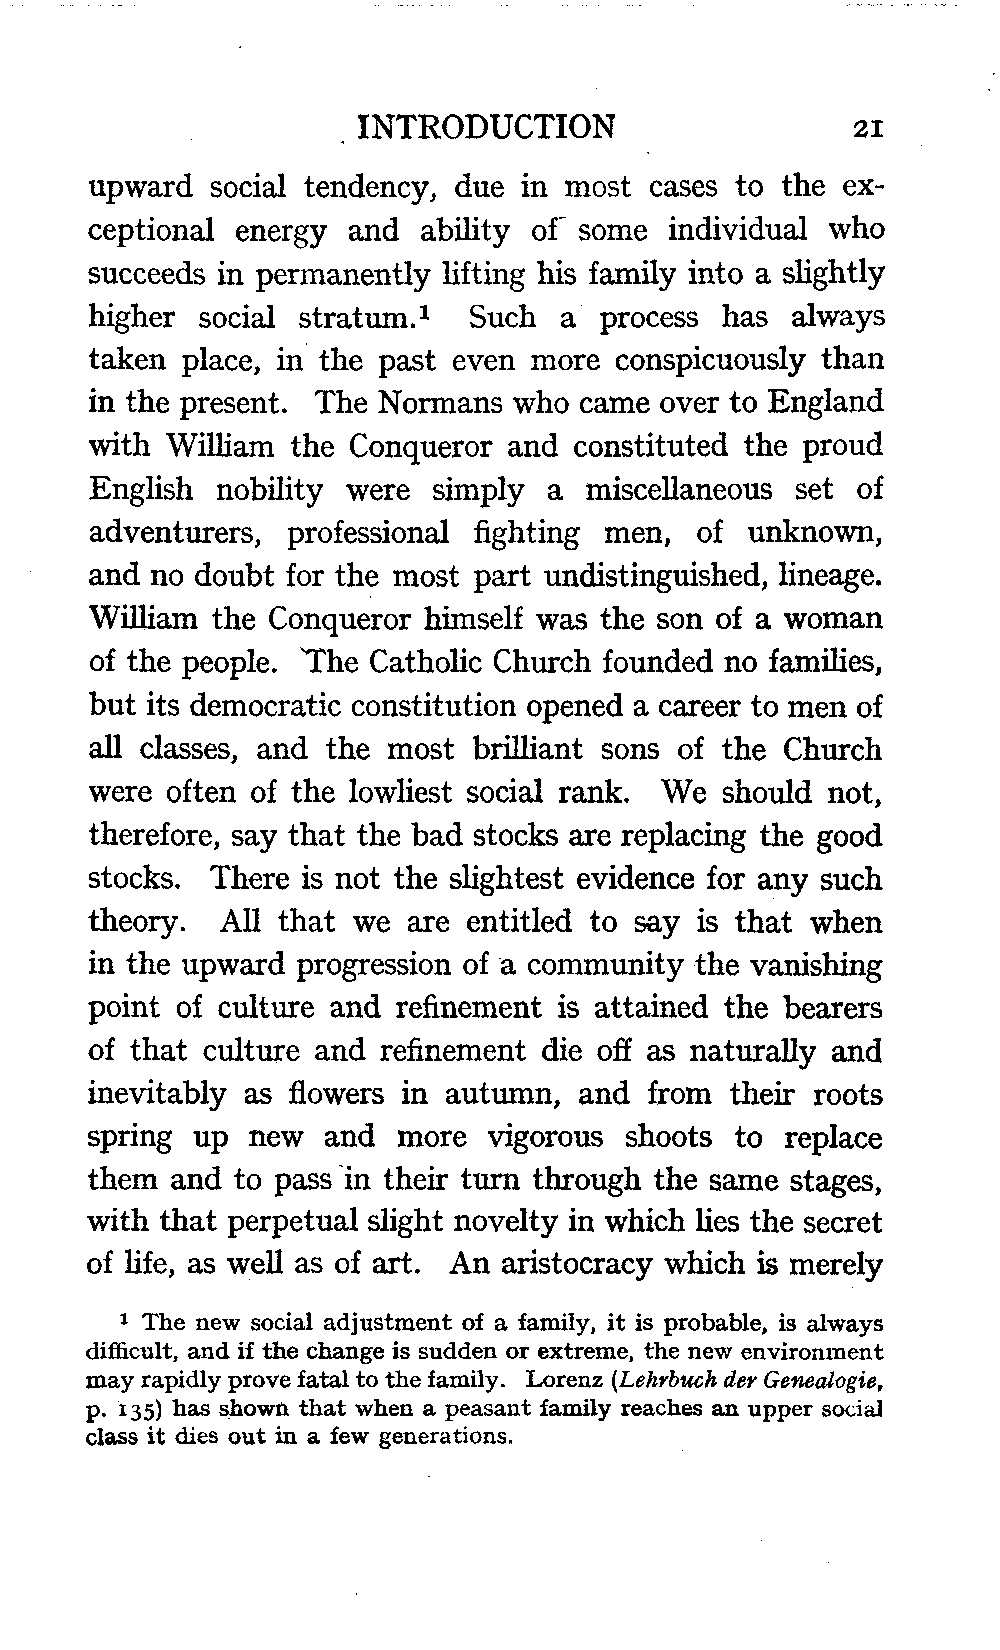 INTRODUCTION 21
upward social tendency, due in most cases to the ex-
ceptional energy and ability of some individual who
succeeds in permanently lifting his family into a slightly
higher social stratum.¹ Such a process has always
taken place, in the past even more conspicuously than
in the present. The Normans who came over to England
with William the Conqueror and constituted the proud
English nobility were simply a miscellaneous set of
adventurers, professional fighting men, of unknown,
and no doubt for the most part undistinguished, lineage.
William the Conqueror himself was the son of a woman
of the people. The Catholic Church founded no families,
but its democratic constitution opened a career to men of
all classes, and the most brilliant sons of the Church
were often of the lowliest social rank. We should not,
therefore, say that the bad stocks are replacing the good
stocks. There is not the slightest evidence for any such
theory. All that we are entitled to say is that when
in the upward progression of a community the vanishing
point of culture and refinement is attained the bearers
of that culture and refinement die off as naturally and
inevitably as flowers in autumn, and from their roots
spring up new and more vigorous shoots to replace
them and to pass in their turn through the same stages,
with that perpetual slight novelty in which lies the secret
of life, as well as of art. An aristocracy which is merely
¹ The new social adjustment of a family, it is probable, is always
difficult, and if the change is sudden or extreme, the new environment
may rapidly prove fatal to the family. Lorenz (Lehrbuch der Genealogie,
p. 135) has shown that when a peasant family reaches an upper social
class it dies out in a few generations.